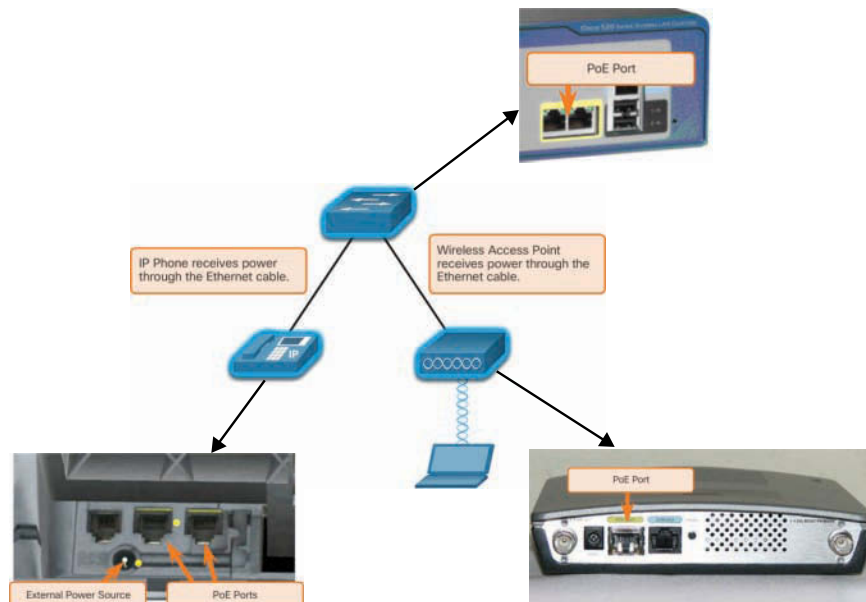 PoE Port
IP Phone receives power
through the Ethernet cable.
Wireless Access Point
receives power through the
Ethernet cable.
IP
PoE Port
External Power Source
PoE Ports